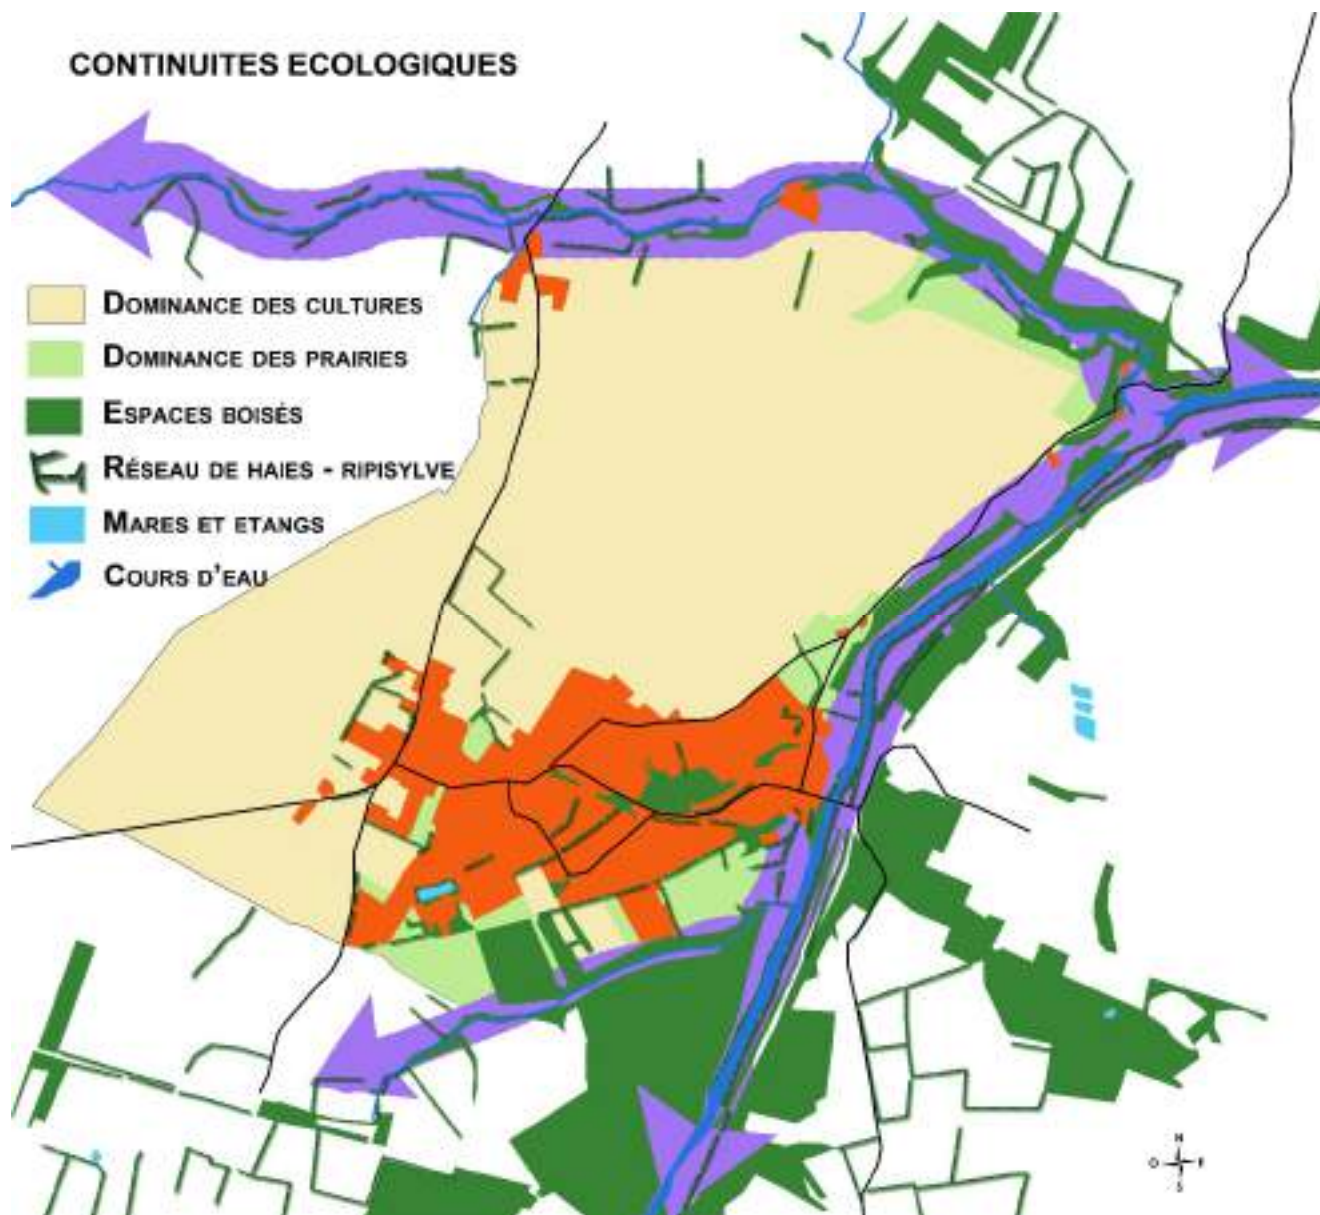 CONTINUITES ECOLOGIQUES
DOMINANCE DES CULTURES
DOMINANCE DES PRAIRIES
ESPACES BOISÉS
RÉSEAU DE HAIES - RIPISYLVE
MARES ET ETANGS
COURS D'EAU
N
O E
S